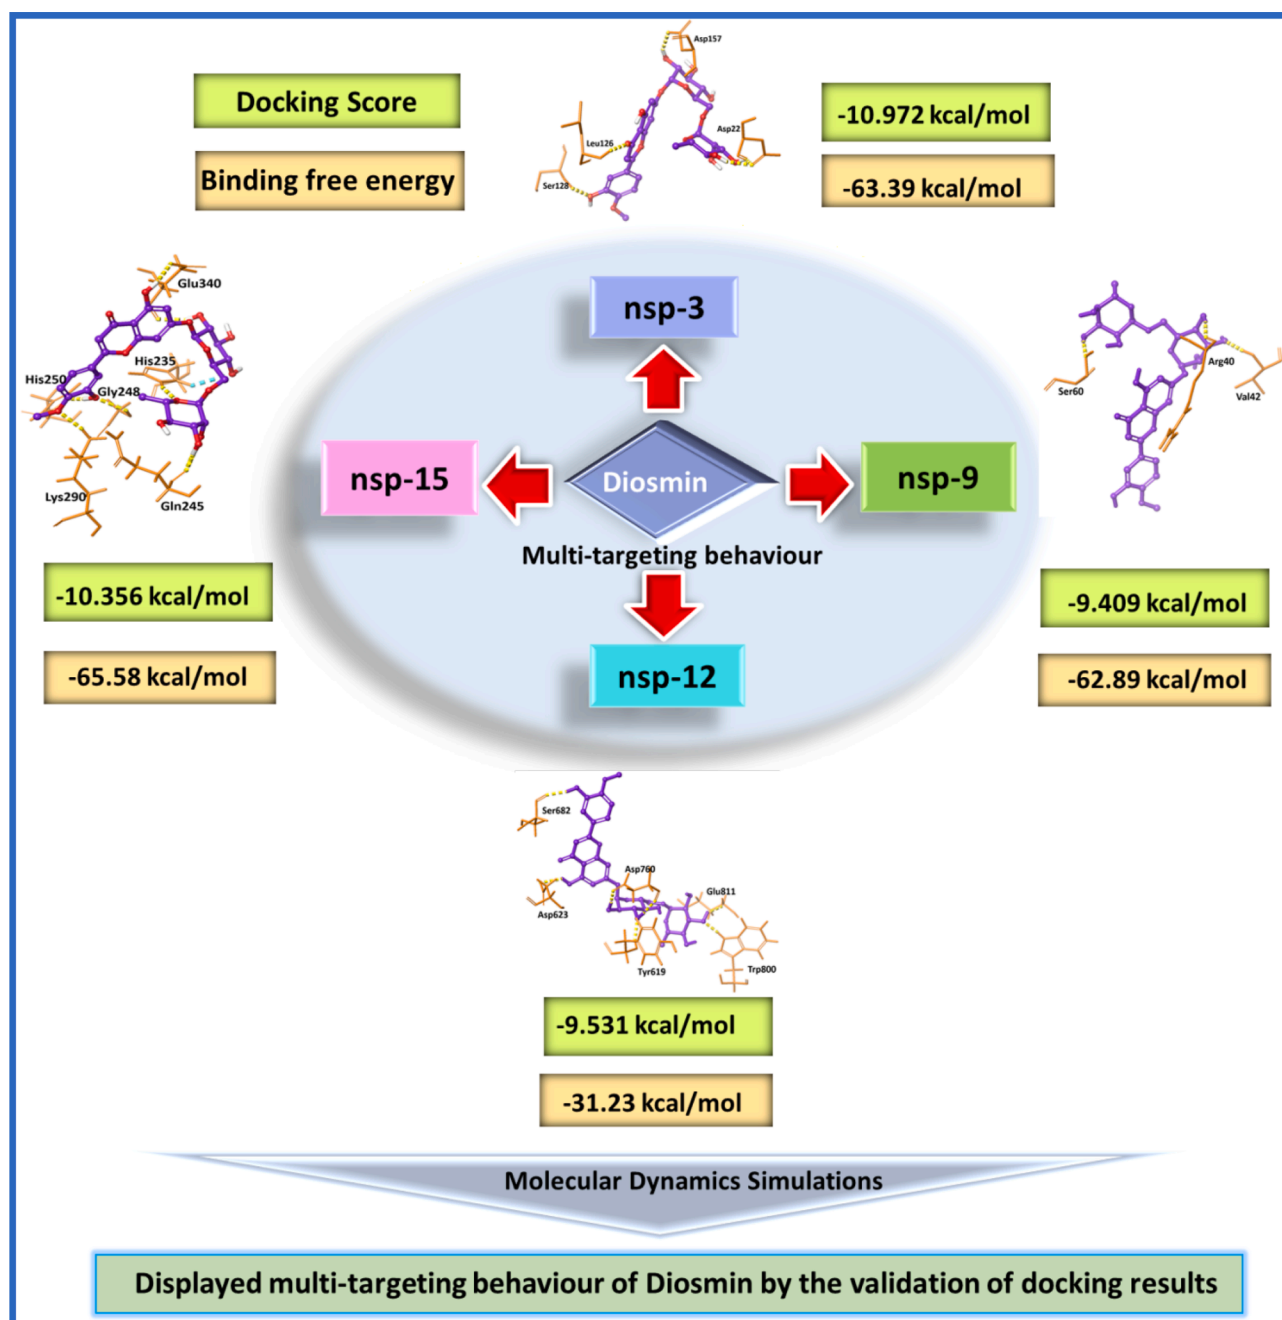 Asp157
Docking Score
-10.972 kcal/mol
Asp22
Leu126
Binding free energy
Ser128
-63.39 kcal/mol
Glu340
nsp-3
His235
His250
Gly248
Arg40
Ser60
Val42
nsp-15
Diosmin
nsp-9
Lys290
Gln245
Multi-targeting behaviour
-10.356 kcal/mol
-9.409 kcal/mol
nsp-12
-65.58 kcal/mol
-62.89 kcal/mol
Ser682
Asp760
Glu811
Asp623
Tyr619
Trp800
-9.531 kcal/mol
-31.23 kcal/mol
Molecular Dynamics Simulations
Displayed multi-targeting behaviour of Diosmin by the validation of docking results